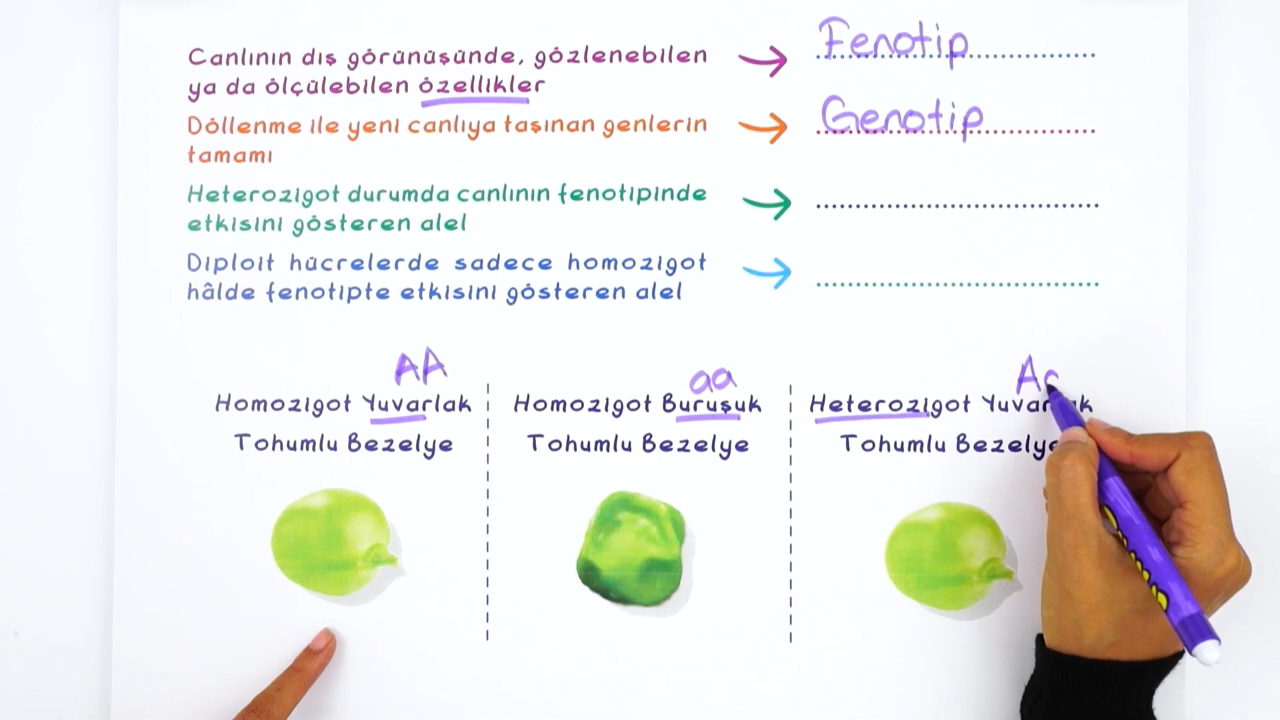 Canlının dış görünüşünde, gözlenebilen
ya da ölçülebilen özellikler
Fenotip
Döllenme ile yeni canlıya taşınan genlerin
tamamı
Genotip
Heterozigot durumda canlının fenotipinde
etkisini gösteren alel
Diploit hücrelerde sadece homozigot
hâlde fenotipte etkisini gösteren alel
AA
Homozigot Yuvarlak
Tohumlu Bezelye
aa
Homozigot Buruşuk
Tohumlu Bezelye
Heterozigot Yuvarlak
Tohumlu Bezelye